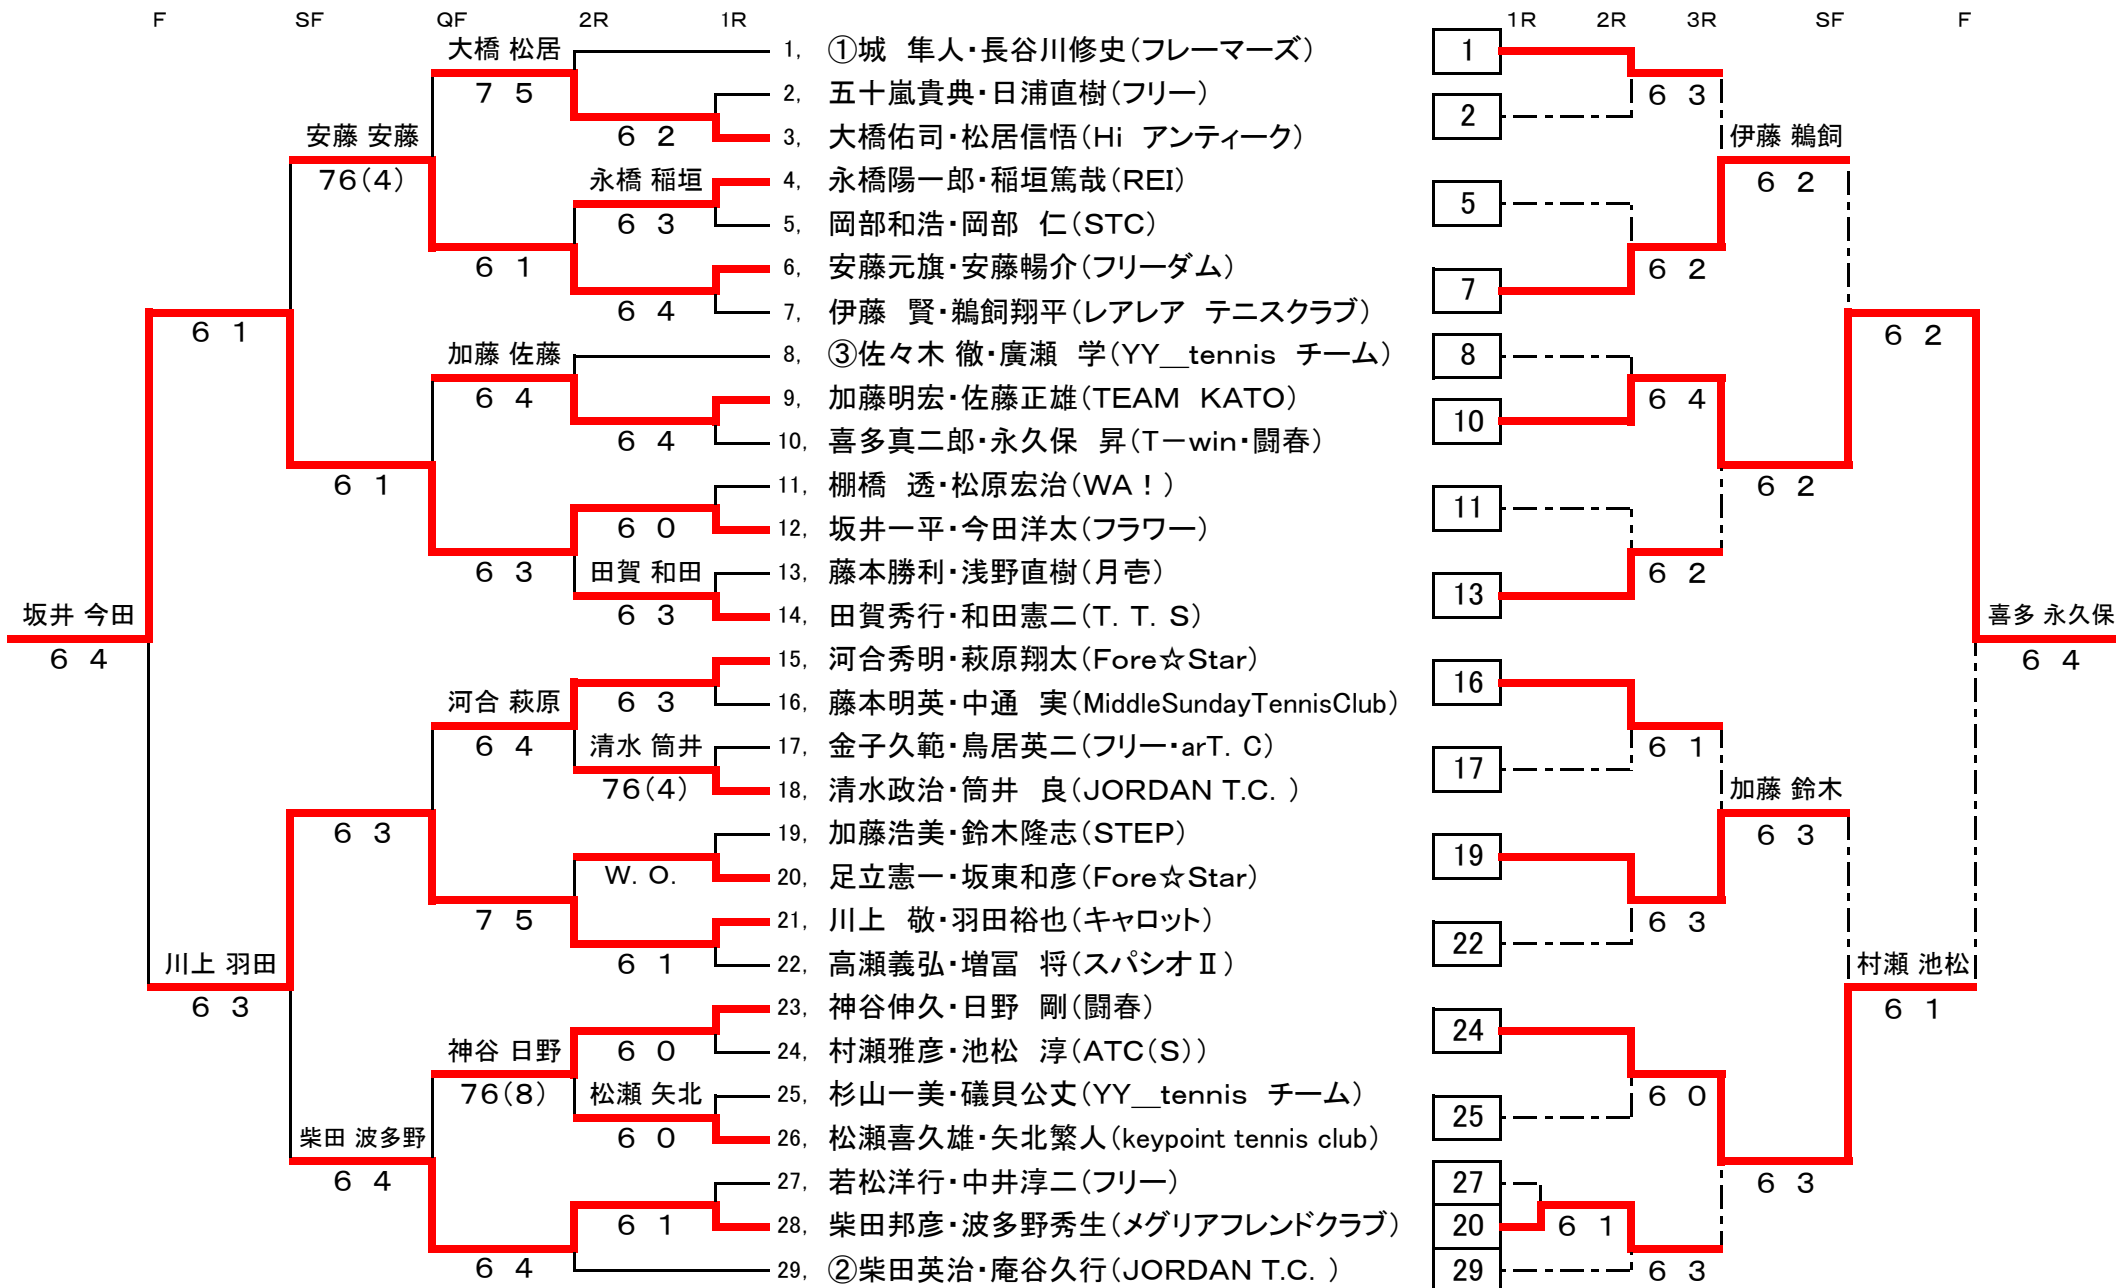 F SF QF 2R 1R 1R 2R 3R SF F
大橋 松居 1, ①城 隼人・長谷川修史(フレーマーズ) 1
7 5 2, 五十嵐貴典・日浦直樹(フリー) 6 3
2
安藤 安藤 6 2 3, 大橋佑司・松居信悟(Hi アンティーク) 伊藤 鵜飼
76(4) 永橋 稲垣 4, 永橋陽一郎・稲垣篤哉(REI) 6 2
5
6 3 5, 岡部和浩・岡部 仁(STC)
6 1 6, 安藤元旗・安藤暢介(フリーダム) 6 2
7
6 4 7, 伊藤 賢・鵜飼翔平(レアレア テニスクラブ)
6 1 6 2
加藤 佐藤 8, ③佐々木 徹・廣瀬 学(YY__tennis チーム) 8
6 4 9, 加藤明宏・佐藤正雄(TEAM KATO) 6 4
10
6 4 10, 喜多真二郎・永久保 昇(T－win・闘春)
6 1 11, 棚橋 透・松原宏治(WA！) 6 2
11
6 0 12, 坂井一平・今田洋太(フラワー)
6 3 田賀 和田 13, 藤本勝利・浅野直樹(月壱) 6 2
13
坂井 今田 6 3 14, 田賀秀行・和田憲二(T. T. S) 喜多 永久保
6 4 15, 河合秀明・萩原翔太(Fore☆Star) 6 4
16
河合 萩原 6 3 16, 藤本明英・中通 実(MiddleSundayTennisClub)
6 4 清水 筒井 17, 金子久範・鳥居英二(フリー・arT. C) 6 1
17
76(4) 18, 清水政治・筒井 良(JORDAN T.C. ) 加藤 鈴木
6 3 19, 加藤浩美・鈴木隆志(STEP) 6 3
19
W. O. 20, 足立憲一・坂東和彦(Fore☆Star)
7 5 21, 川上 敬・羽田裕也(キャロット) 6 3
22
川上 羽田 6 1 22, 高瀬義弘・増冨 将(スパシオⅡ) 村瀬 池松
6 3 23, 神谷伸久・日野 剛(闘春) 6 1
24
神谷 日野 6 0 24, 村瀬雅彦・池松 淳(ATC(S))
76(8) 松瀬 矢北 25, 杉山一美・礒貝公丈(YY__tennis チーム) 6 0
25
柴田 波多野 6 0 26, 松瀬喜久雄・矢北繁人(keypoint tennis club)
6 4 27, 若松洋行・中井淳二(フリー) 27 6 3
6 1 28, 柴田邦彦・波多野秀生(メグリアフレンドクラブ) 20 6 1
6 4 29, ②柴田英治・庵谷久行(JORDAN T.C. ) 29 6 3